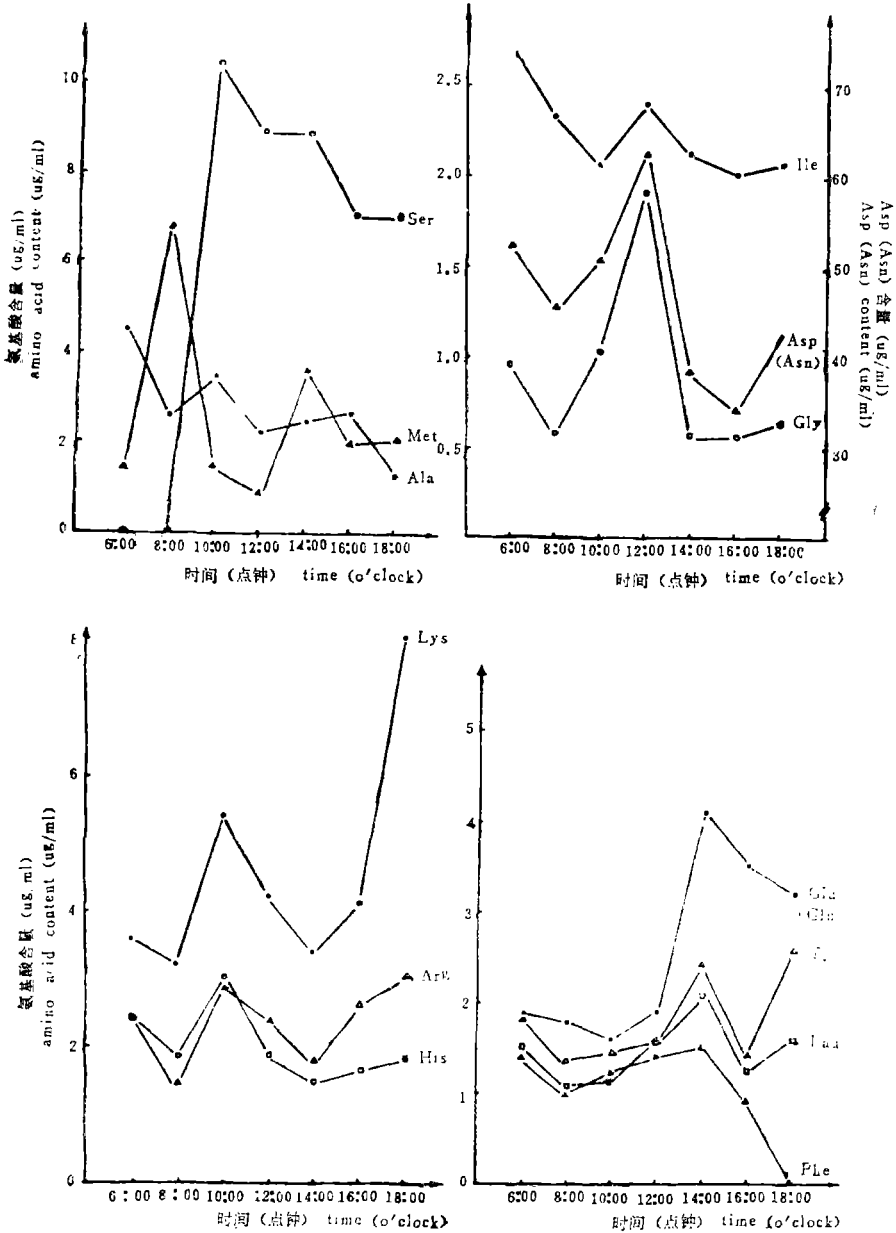 10
8
6
4
2
0
氨基酸含量 (ug/ml)
amino acid content (ug/ml)
Ser
Met
Ala
6:00 8:00 10:00 12:00 14:00 16:00 18:00
时间（点钟） time (o'clock)
2.5
2.0
1.5
1.0
0.5
70
60
50
40
30
Ile
Asp
(Asn)
Gly
Asp (Asn) 含量 (ug/ml)
Asp (Asn) content (ug/ml)
6:00 8:00 10:00 12:00 14:00 16:00 18:00
时间（点钟） time (o'clock)
8
6
4
2
0
氨基酸含量 (ug/ml)
amino acid content (ug/ml)
Lys
Arg
His
6:00 8:00 10:00 12:00 14:00 16:00 18:00
时间（点钟） time (o'clock)
5
4
3
2
1
0
Glu
Gln
Phe
6:00 8:00 10:00 12:00 14:00 16:00 18:00
时间（点钟） time (o'clock)